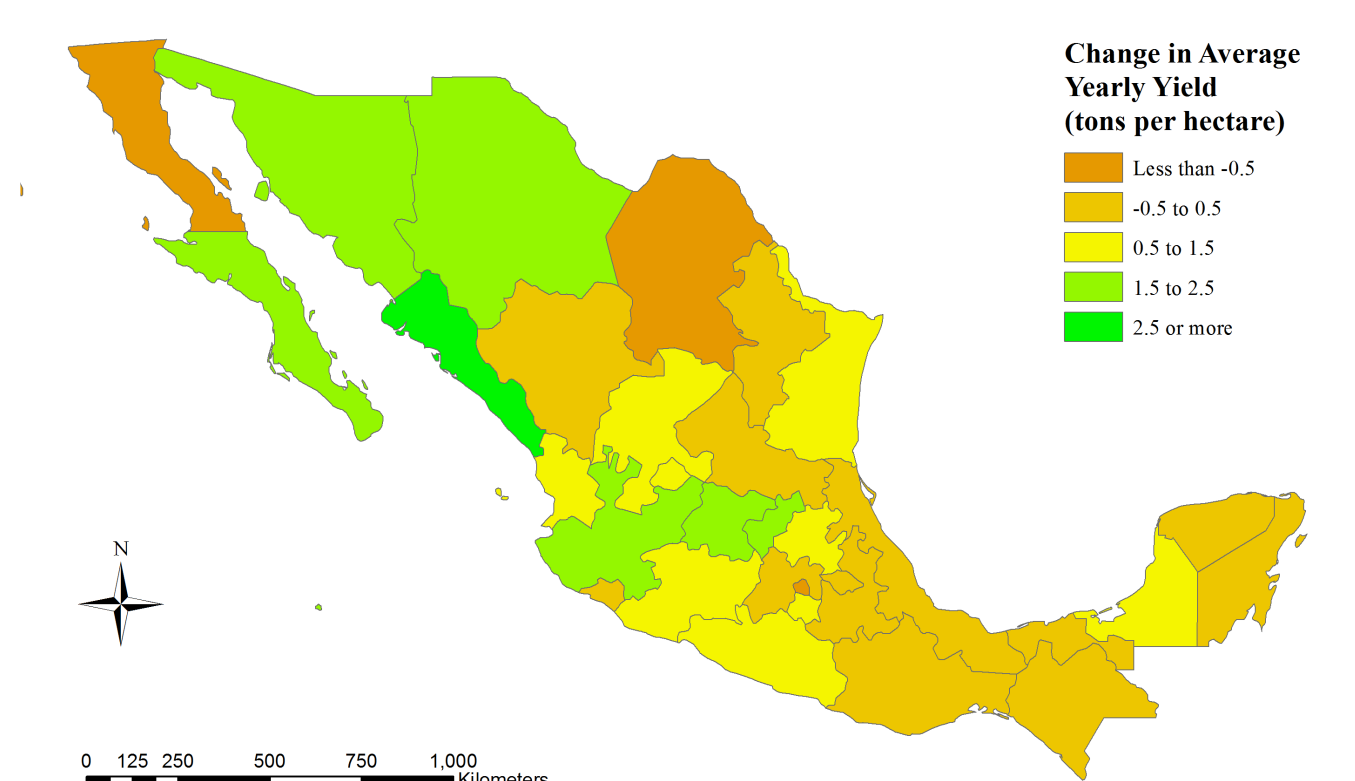 Change in Average
Yearly Yield
(tons per hectare)
Less than -0.5
-0.5 to 0.5
0.5 to 1.5
1.5 to 2.5
2.5 or more
N
0 125 250 500 750 1,000
Kilometers